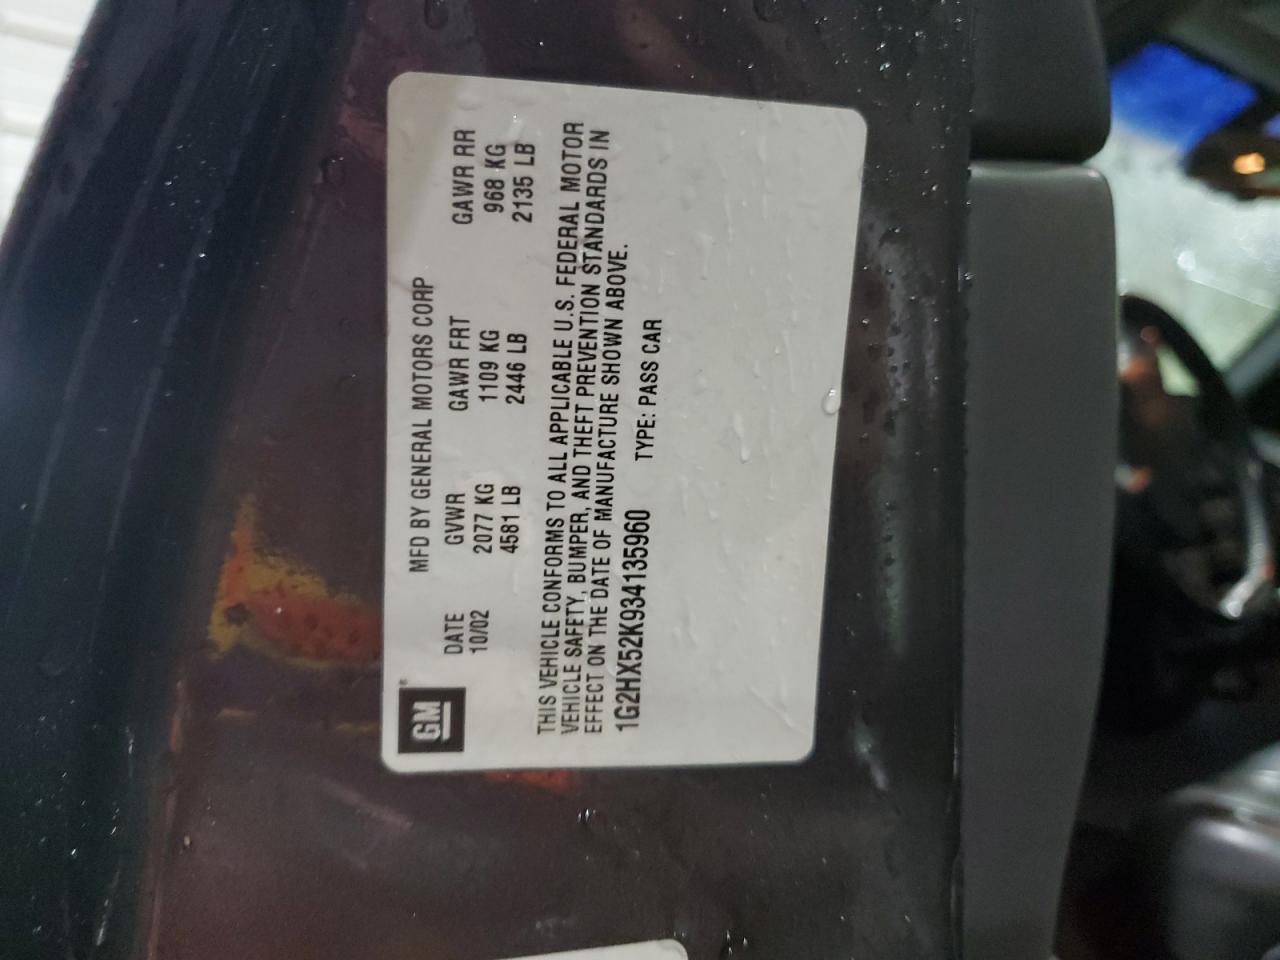 GM®
MFD BY GENERAL MOTORS CORP
DATE GVWR GAWR FRT GAWR RR
10/02 2077 KG 1109 KG 968 KG
4581 LB 2446 LB 2135 LB
THIS VEHICLE CONFORMS TO ALL APPLICABLE U.S. FEDERAL MOTOR
VEHICLE SAFETY, BUMPER, AND THEFT PREVENTION STANDARDS IN
EFFECT ON THE DATE OF MANUFACTURE SHOWN ABOVE.
1G2HX52K934135960 TYPE: PASS CAR